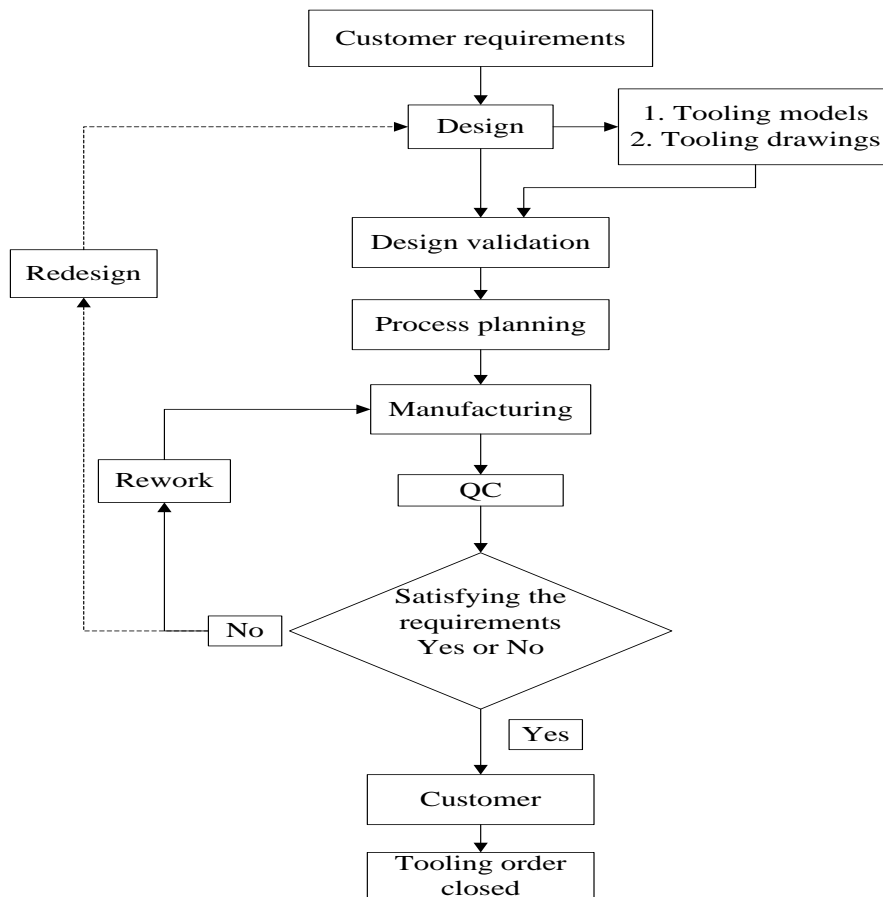 Customer requirements
Design
1. Tooling models
2. Tooling drawings
Design validation
Redesign
Process planning
Manufacturing
Rework
QC
Satisfying the
requirements
Yes or No
No
Yes
Customer
Tooling order
closed